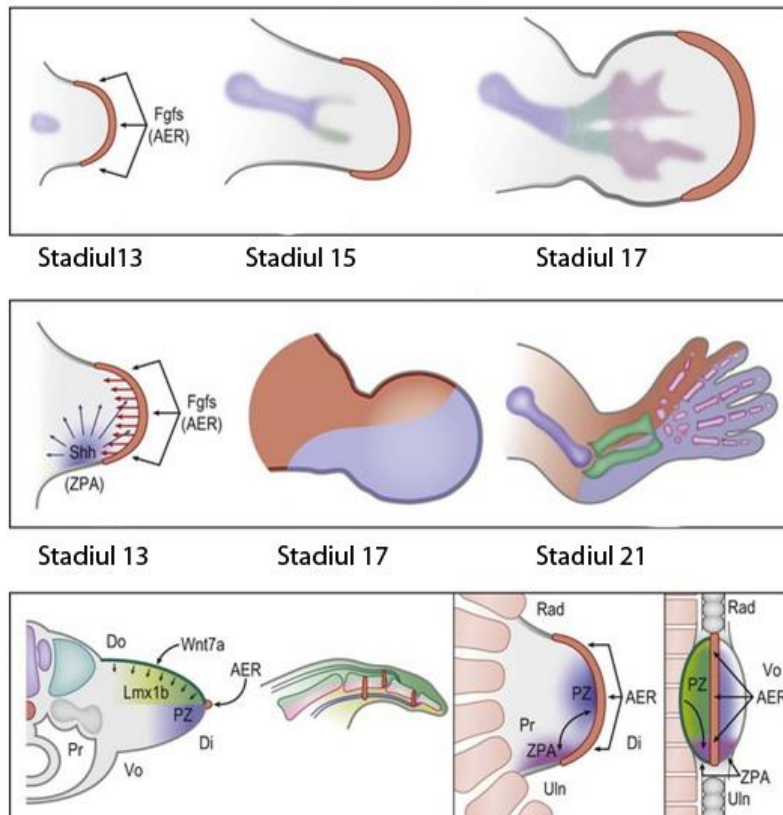 Fgfs
(AER)
Stadiul13 Stadiul 15 Stadiul 17
Fgfs
(AER)
Shh
(ZPA)
Stadiul 13 Stadiul 17 Stadiul 21
Do
Wnt7a
AER
Lmx1b
PZ
Pr
Di
Vo
Rad
PZ
AER
Pr
Di
ZPA
Uln
Rad
Vo
PZ
AER
ZPA
Uln